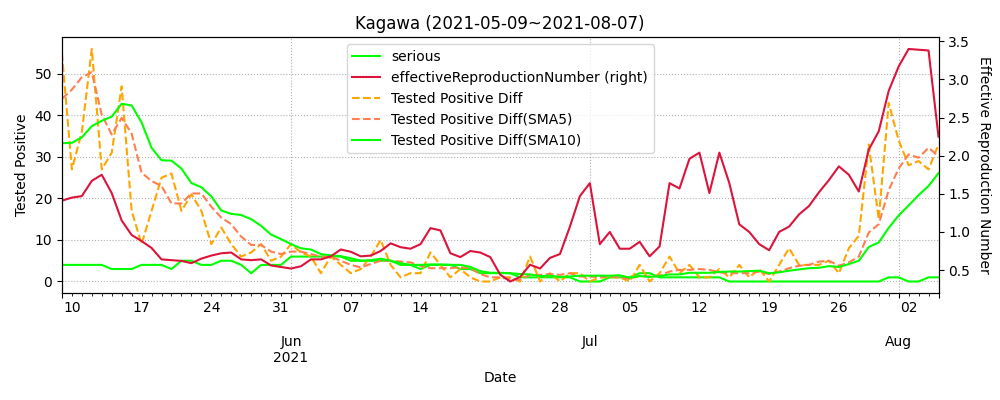 Kagawa (2021-05-09~2021-08-07)
serious
effectiveReproductionNumber (right)
Tested Positive Diff
Tested Positive Diff(SMA5)
Tested Positive Diff(SMA10)
Tested Positive
50
40
30
20
10
0
3.5
3.0
2.5
2.0
1.5
1.0
0.5
Effective Reproduction Number
10 17 24 31 07 14 21 28 05 12 19 26 02
Jun Jul Aug
2021
Date